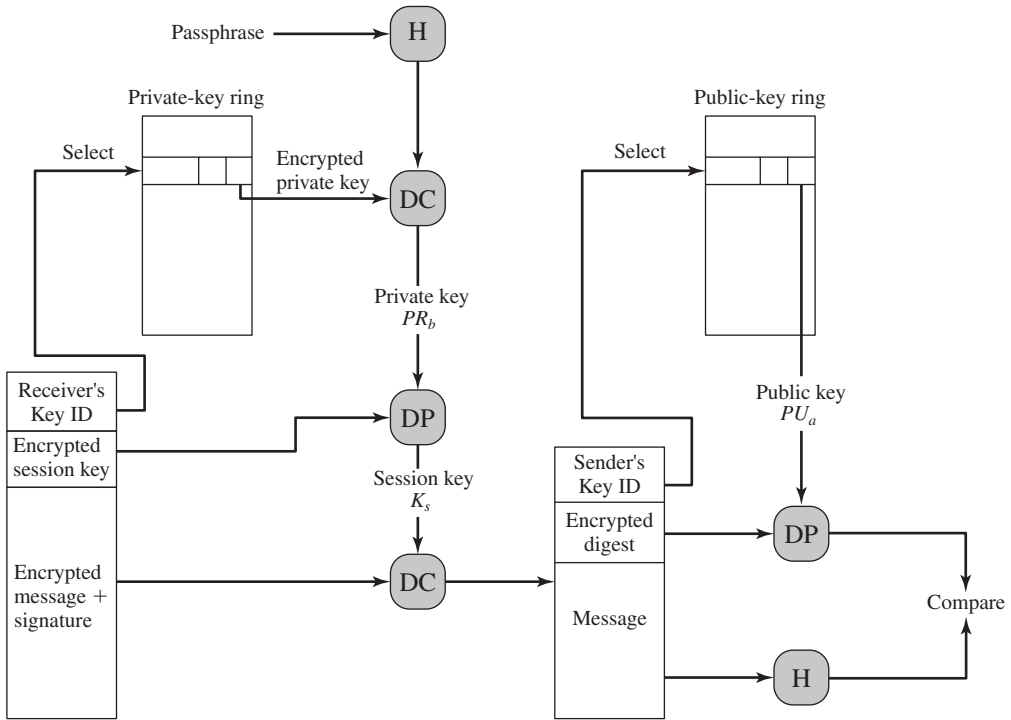 Passphrase
H
Private-key ring
Public-key ring
Select
Encrypted
private key
DC
Select
Private key
PRb
Receiver's
Key ID
DP
Public key
PUa
Encrypted
session key
Session key
Ks
Sender's
Key ID
Encrypted
digest
DP
Encrypted
message +
signature
DC
Compare
Message
H